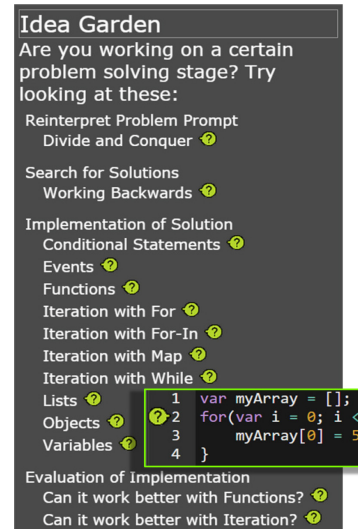 Idea Garden
Are you working on a certain
problem solving stage? Try
looking at these:
Reinterpret Problem Prompt
Divide and Conquer ?
Search for Solutions
Working Backwards ?
Implementation of Solution
Conditional Statements ?
Events ?
Functions ?
Iteration with For ?
Iteration with For-In ?
Iteration with Map ?
Iteration with While ?
Lists ?
Objects ?
Variables ?
1 var myArray = [];
? 2 for(var i = 0; i <
3 myArray[0] = 5
4 }
Evaluation of Implementation
Can it work better with Functions? ?
Can it work better with Iteration? ?